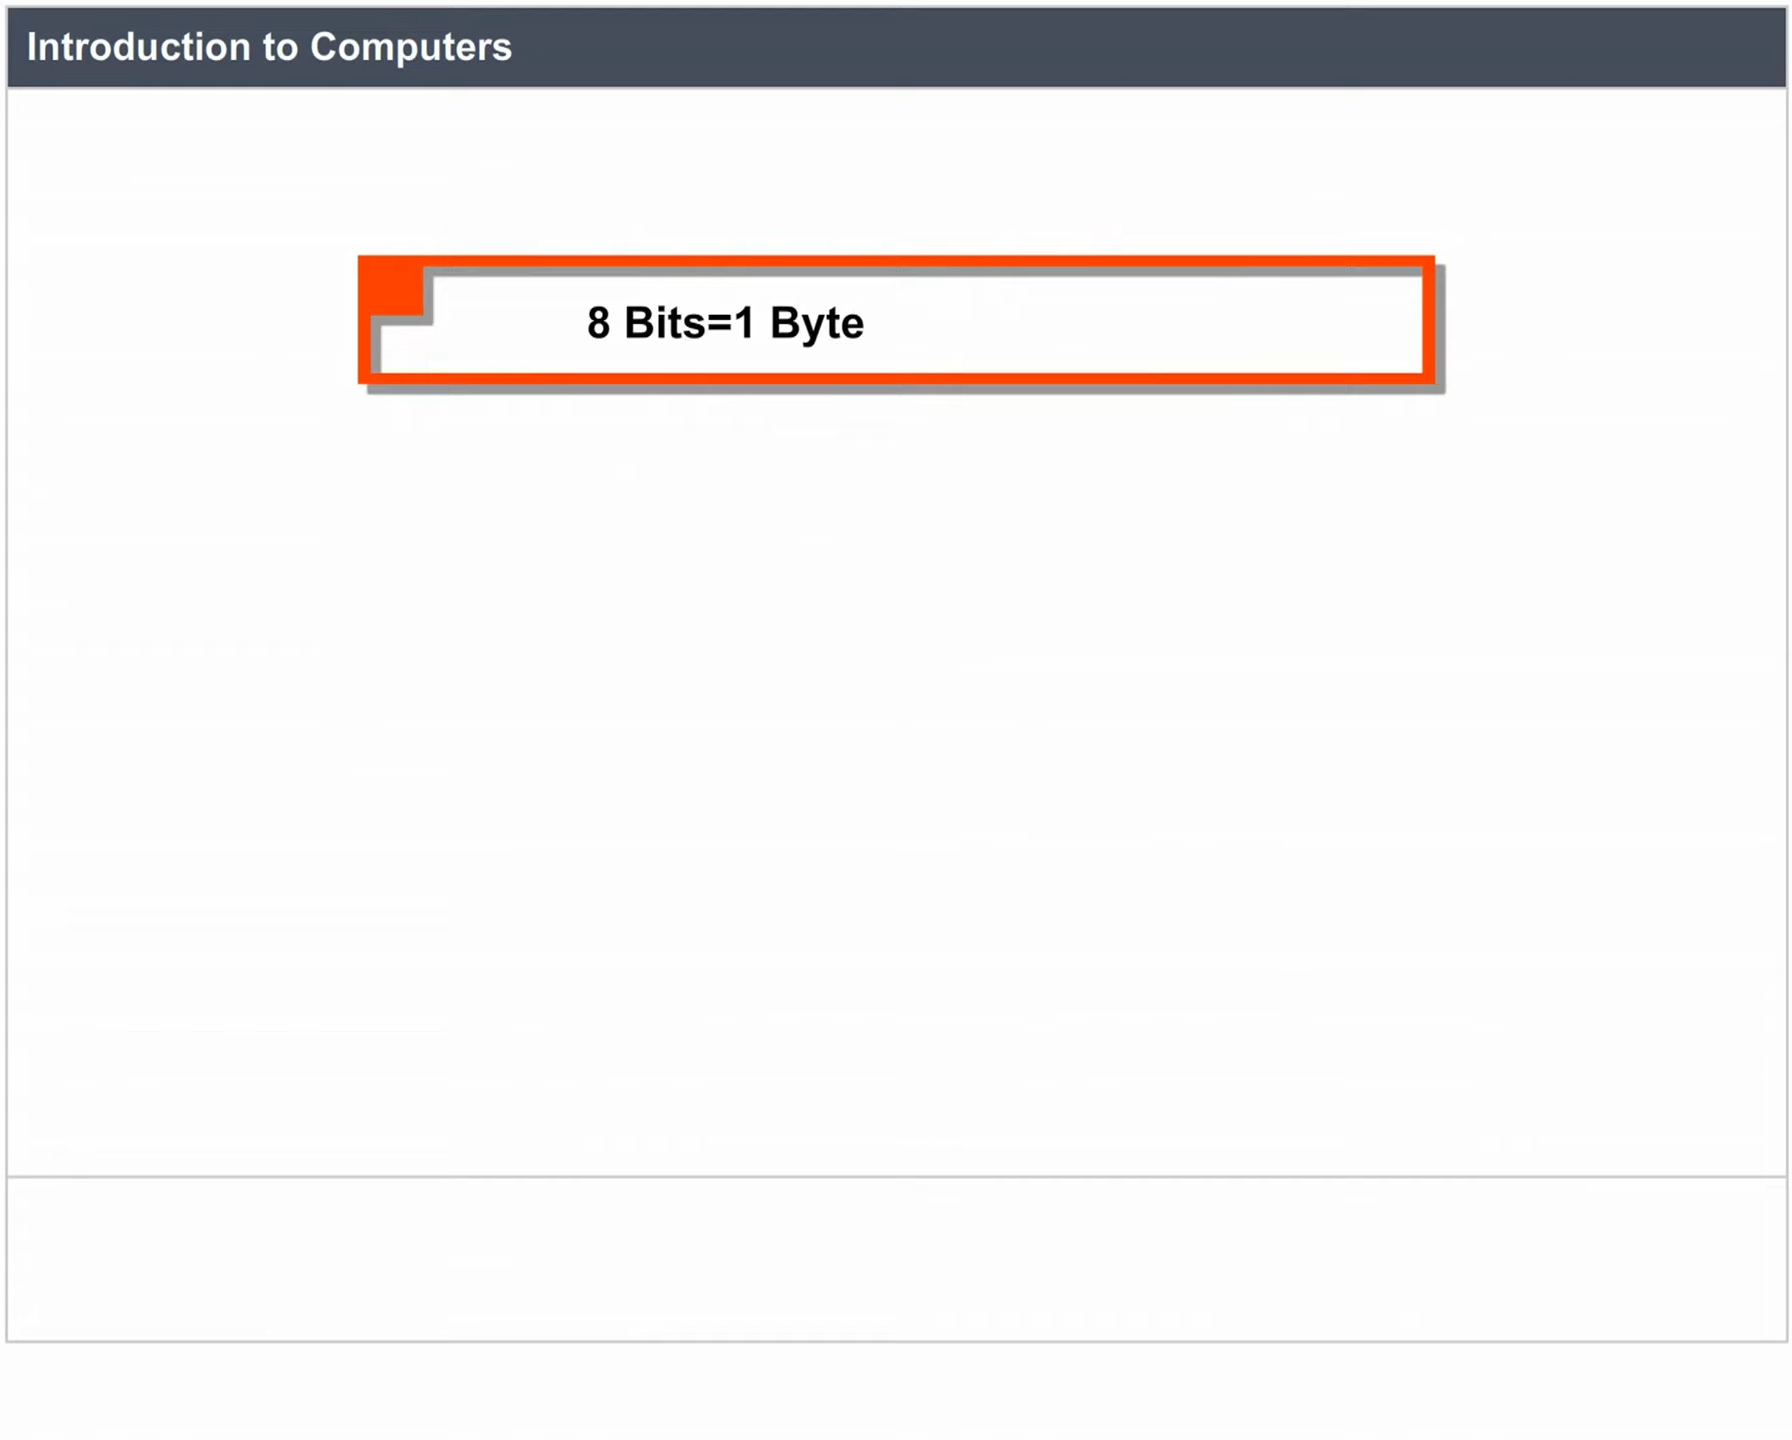 Introduction to Computers
8 Bits=1 Byte